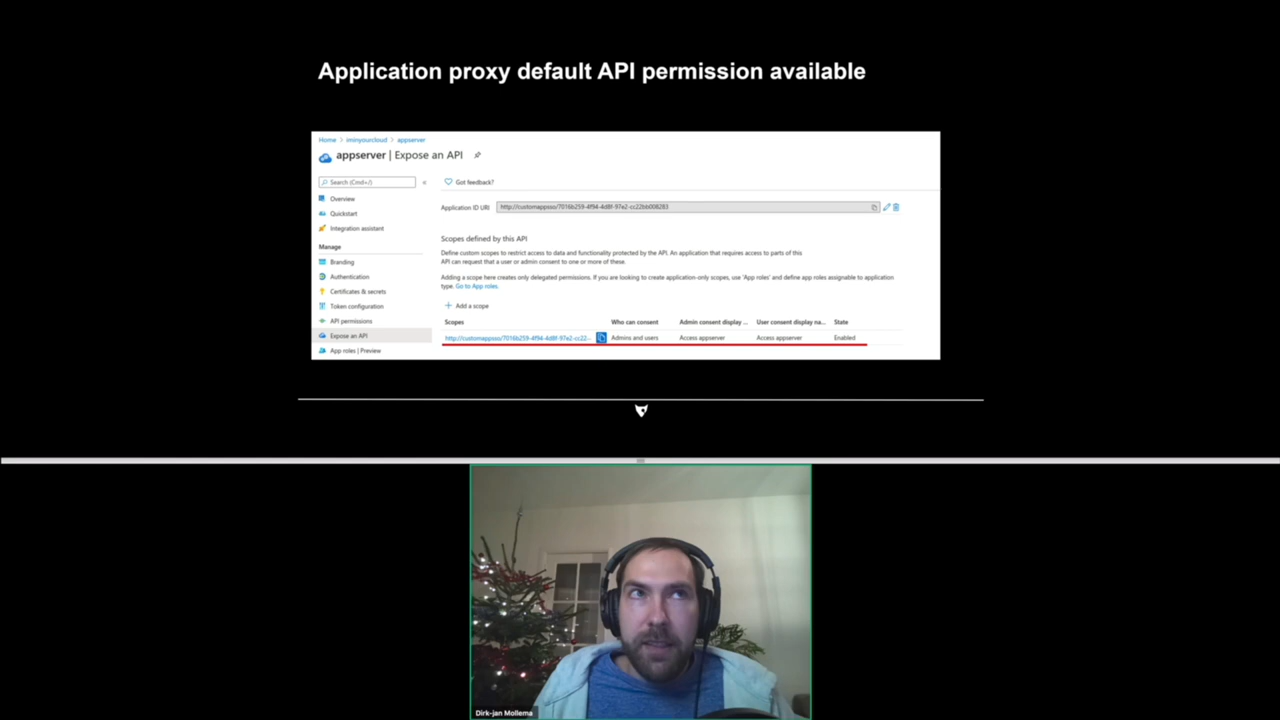 Application proxy default API permission available
Home > iminyourcloud > appserver
appserver | Expose an API
Search (Cmd+/)
«
Got feedback?
Overview
Quickstart
Integration assistant
Manage
Branding
Authentication
Certificates & secrets
Token configuration
API permissions
Expose an API
App roles | Preview
Application ID URI
http://customappsso/7016b259-4f94-4d8f-97e2-cc22bb008283
Scopes defined by this API
Define custom scopes to restrict access to data and functionality protected by the API. An application that requires access to parts of this
API can request that a user or admin consent to one or more of these.
Adding a scope here creates only delegated permissions. If you are looking to create application-only scopes, use 'App roles' and define app roles assignable to application
type. Go to App roles.
+ Add a scope
Scopes Who can consent Admin consent display ... User consent display na... State
http://customappsso/7016b259-4f94-4d8f-97e2-cc22... Admins and users Access appserver Access appserver Enabled
Dirk-jan Mollema